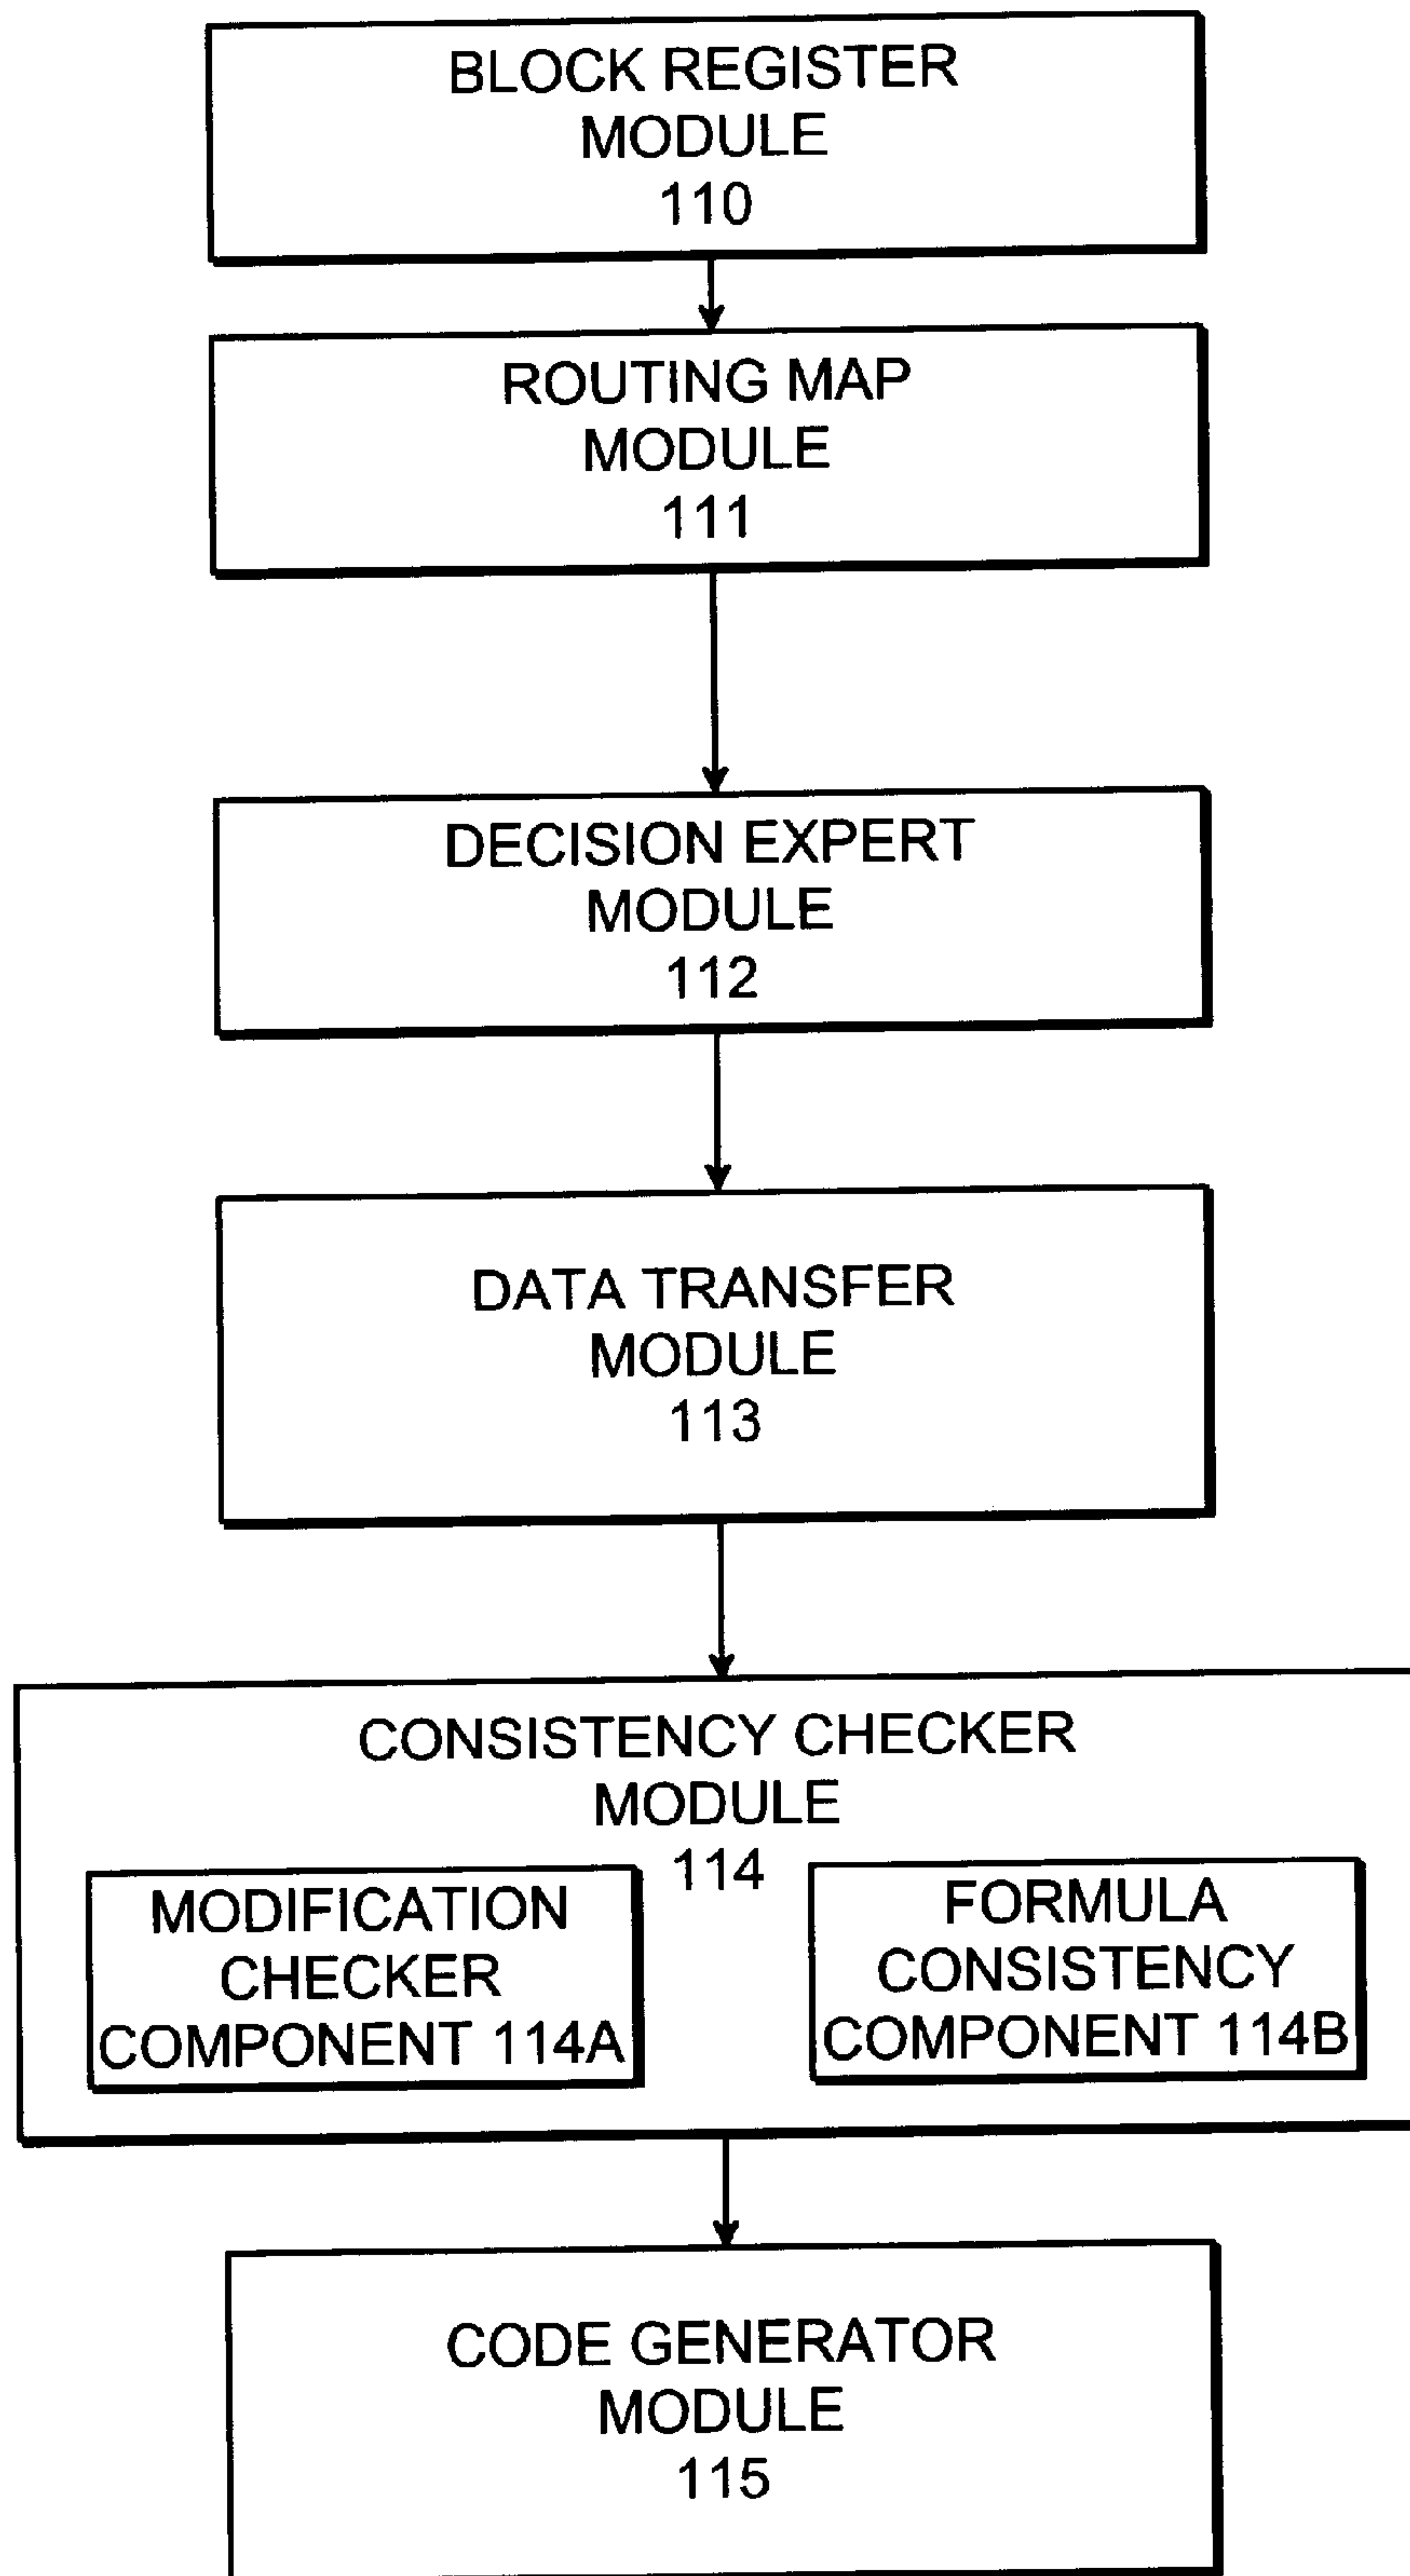 BLOCK REGISTER
MODULE
110
ROUTING MAP
MODULE
111
DECISION EXPERT
MODULE
112
DATA TRANSFER
MODULE
113
CONSISTENCY CHECKER
MODULE
114
MODIFICATION
CHECKER
COMPONENT 114A
FORMULA
CONSISTENCY
COMPONENT 114B
CODE GENERATOR
MODULE
115